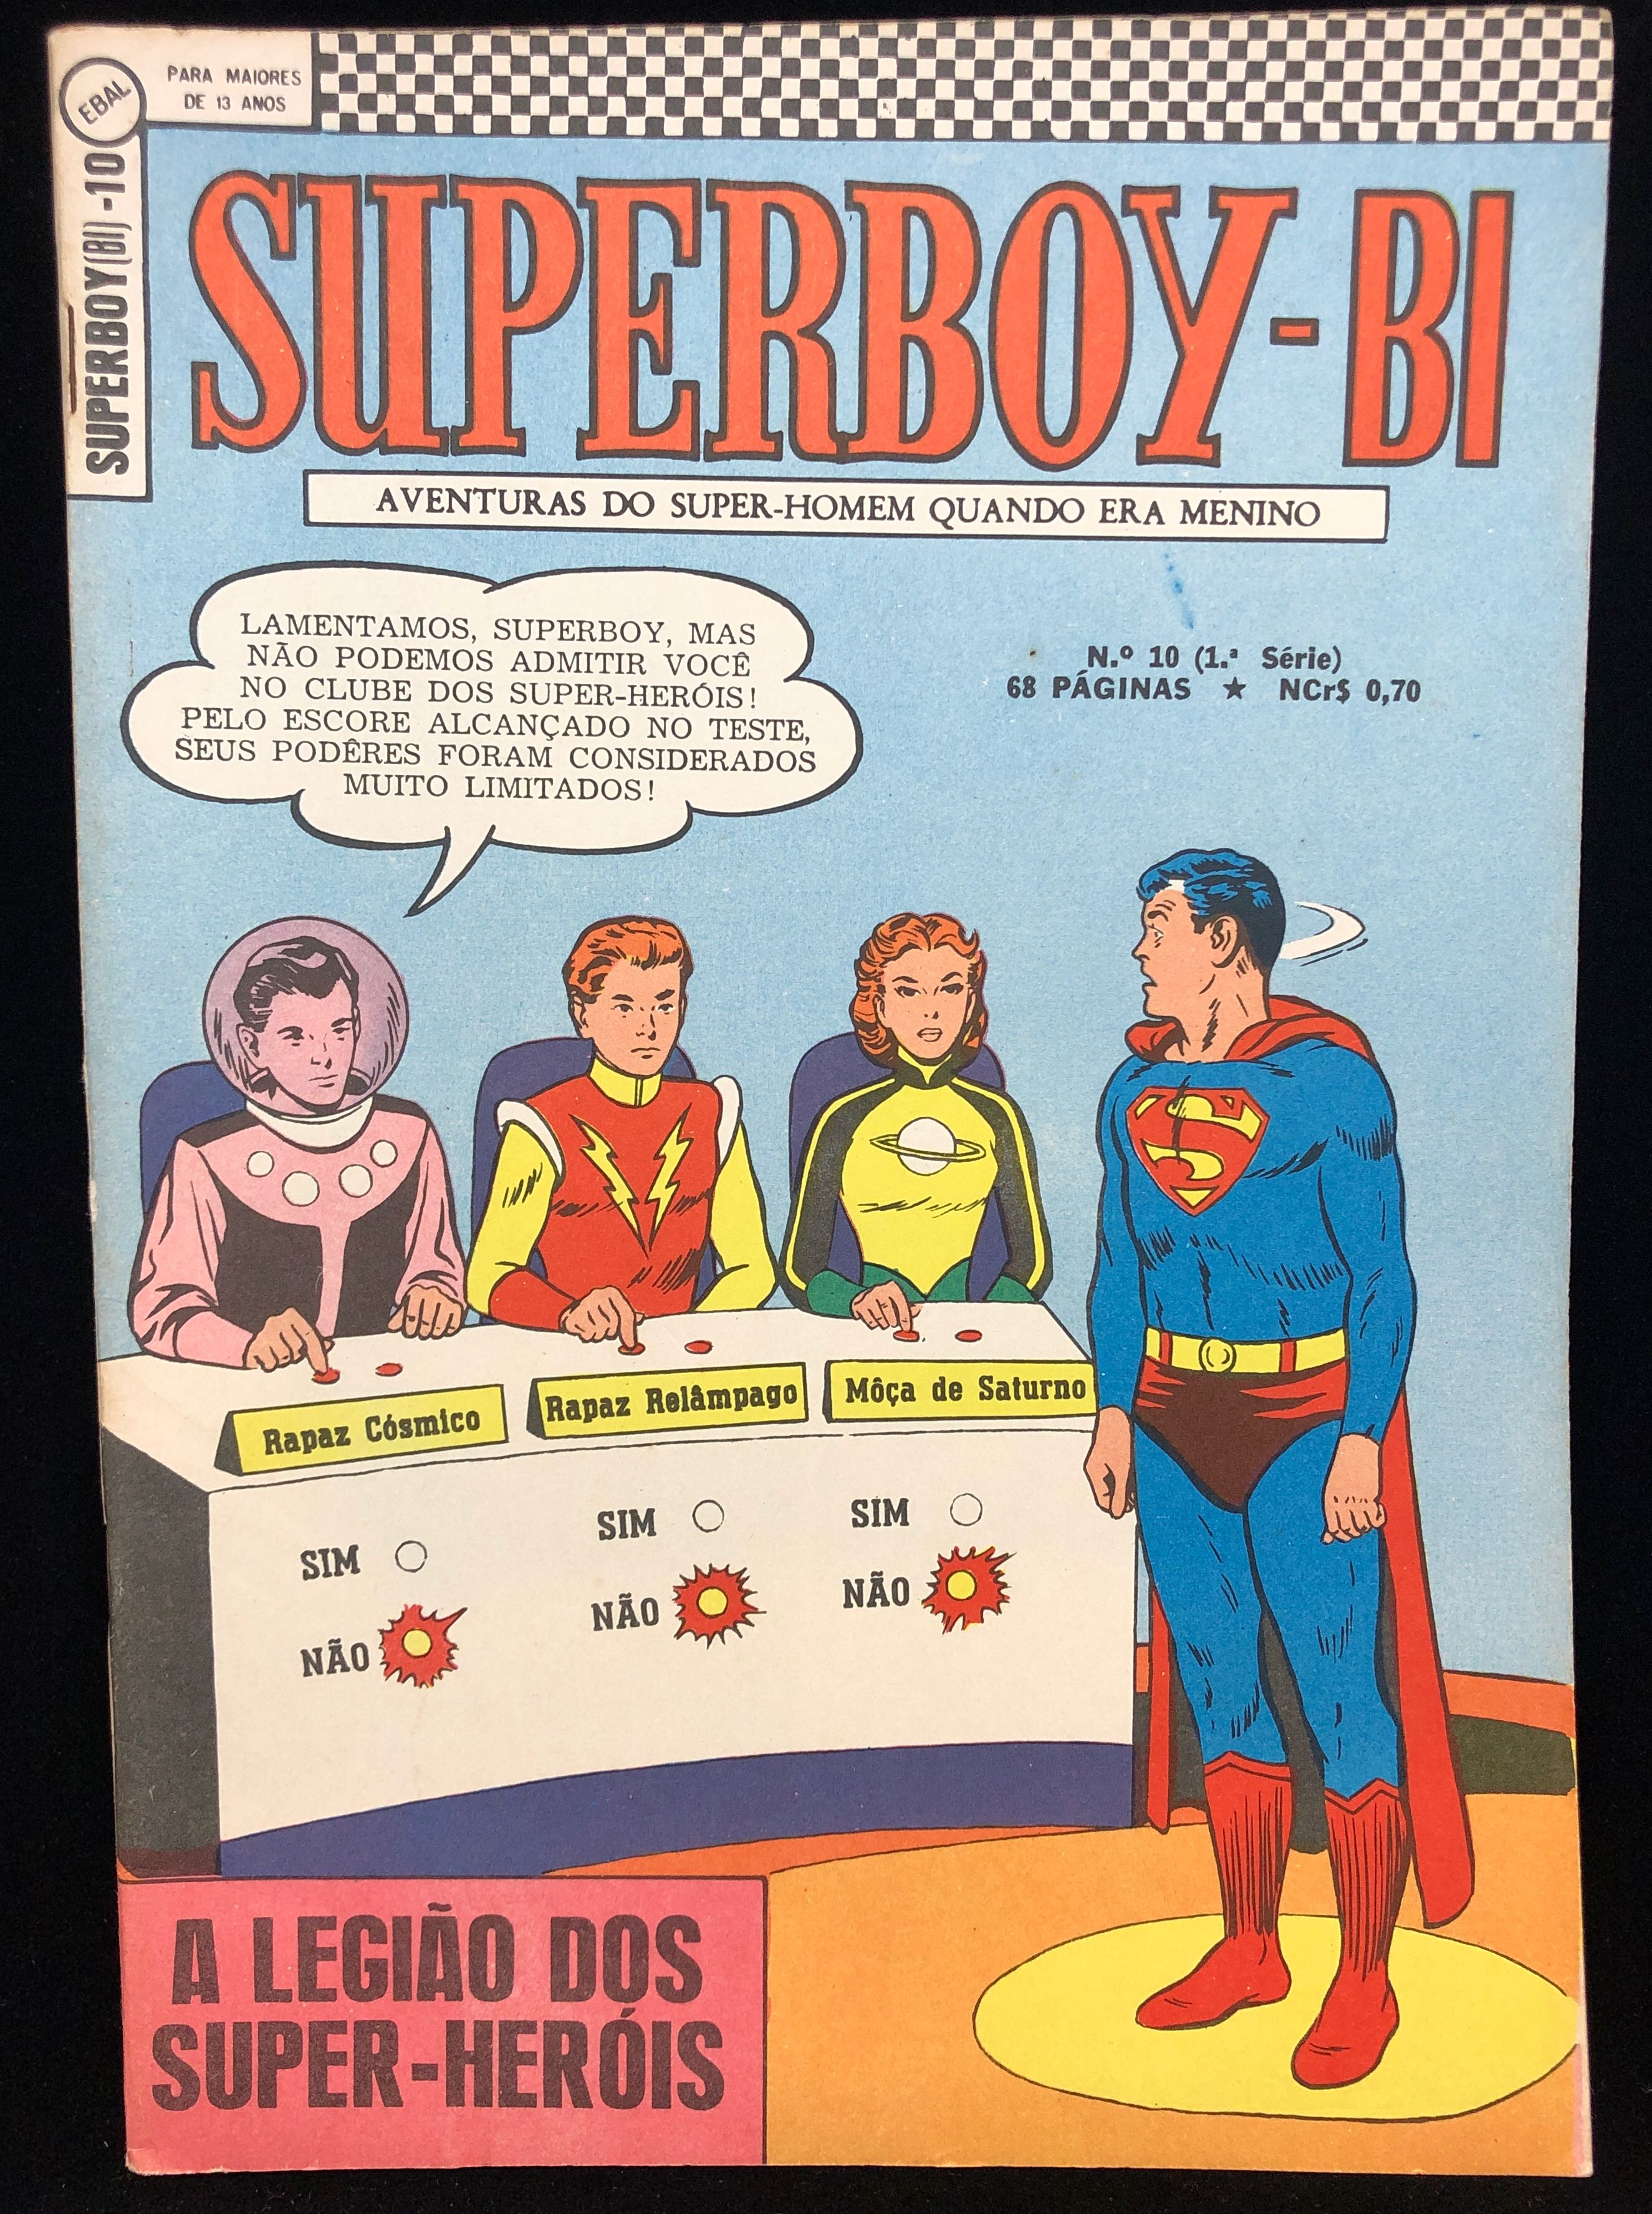 EBAL
PARA MAIORES
DE 13 ANOS
SUPERBOY(BI) -10
SUPERBOY-BI
AVENTURAS DO SUPER-HOMEM QUANDO ERA MENINO
LAMENTAMOS, SUPERBOY, MAS
NÃO PODEMOS ADMITIR VOCÊ
NO CLUBE DOS SUPER-HERÓIS!
PELO ESCORE ALCANÇADO NO TESTE,
SEUS PODÊRES FORAM CONSIDERADOS
MUITO LIMITADOS!
N.º 10 (1.ª Série)
68 PÁGINAS ★ NCr$ 0,70
S
Rapaz Cósmico
Rapaz Relâmpago
Môça de Saturno
SIM
NÃO
SIM
NÃO
SIM
NÃO
A LEGIÃO DOS
SUPER-HERÓIS